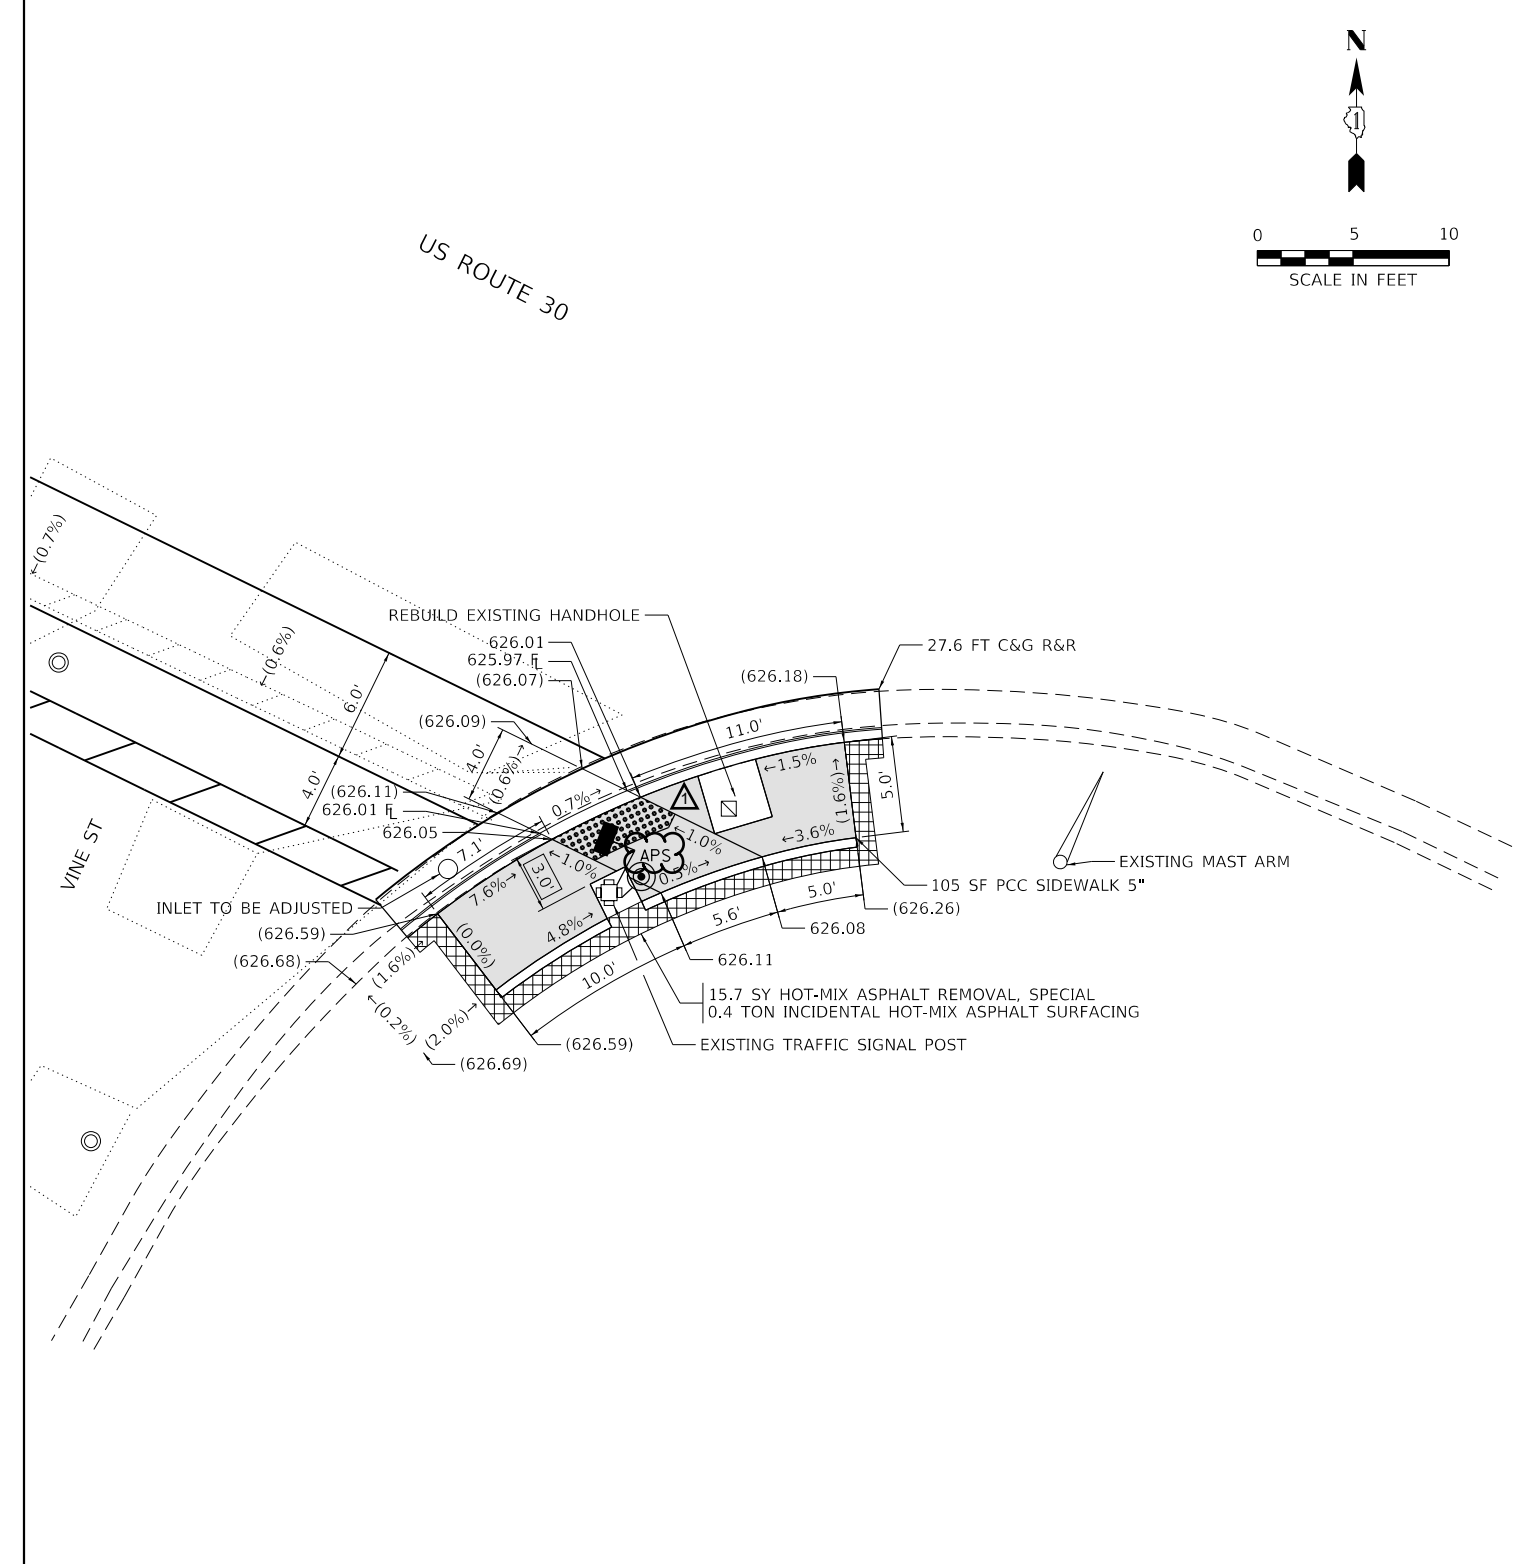 N
1
0 5 10
SCALE IN FEET
US ROUTE 30
←(0.7%)
←(0.6%)
6.0'
4.0'
VINE ST
REBUILD EXISTING HANDHOLE
626.01
625.97 FL
(626.07)
(626.09)
4.0'
(0.6%)→
(626.11)
626.01 FL
626.05
(626.18)
27.6 FT C&G R&R
11.0'
0.7%→
7.1'
←1.5%
(1.6%)→
5.0'
1
←1.0%
←3.6%
APS
0.5%→
←1.0%
3.0'
7.6%→
4.8%→
(0.0%)
EXISTING MAST ARM
105 SF PCC SIDEWALK 5"
(626.26)
5.0'
626.08
5.6'
626.11
10.0'
INLET TO BE ADJUSTED
(626.59)
(626.68)
(1.6%)→
←(0.2%)
(2.0%)→
15.7 SY HOT-MIX ASPHALT REMOVAL, SPECIAL
0.4 TON INCIDENTAL HOT-MIX ASPHALT SURFACING
(626.59)
EXISTING TRAFFIC SIGNAL POST
(626.69)